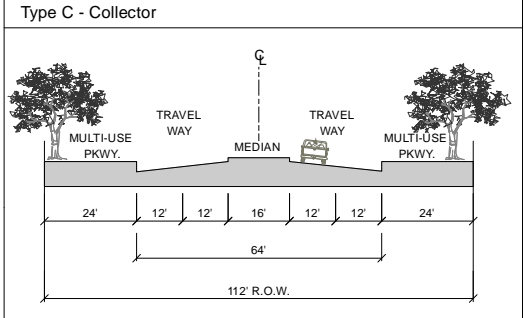 Type C - Collector
℄
TRAVEL
WAY
TRAVEL
WAY
MULTI-USE
PKWY.
MEDIAN
MULTI-USE
PKWY.
24' 12' 12' 16' 12' 12' 24'
64'
112' R.O.W.